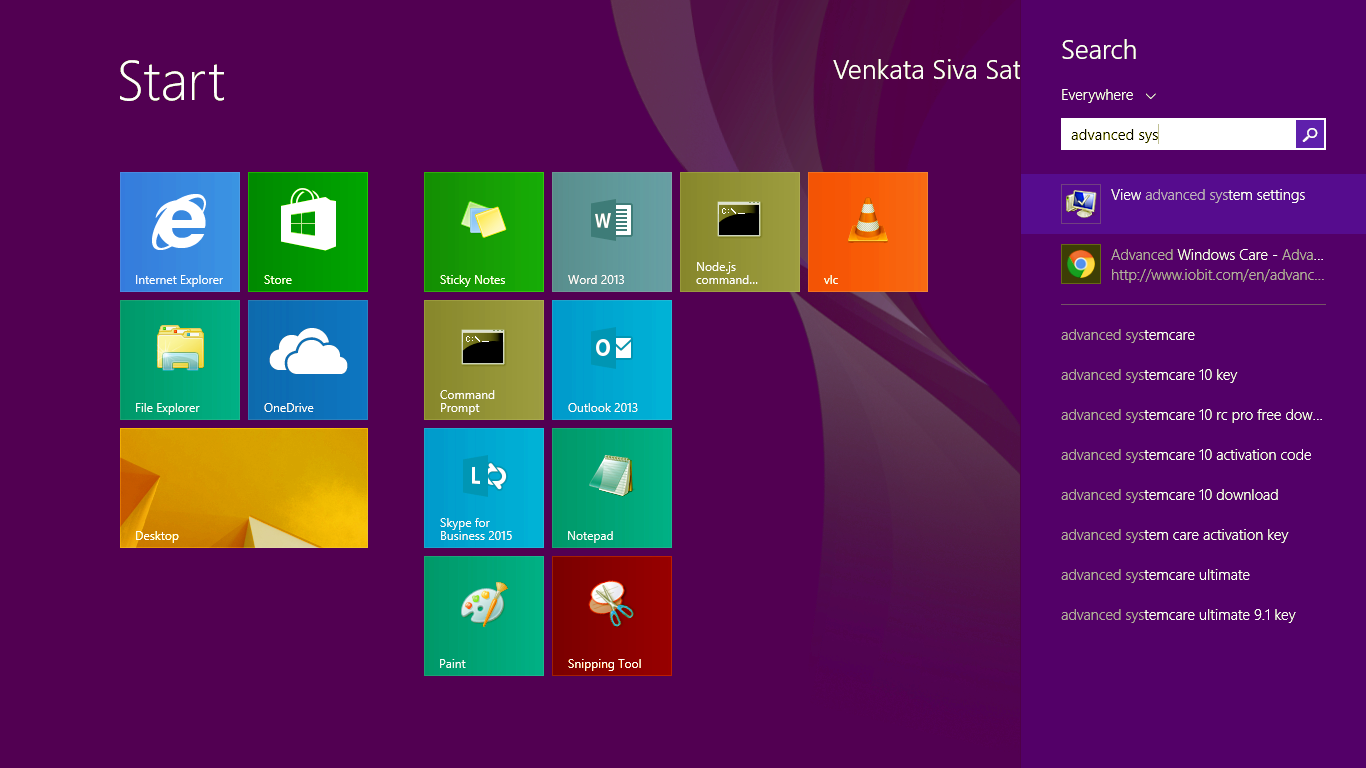 Start
Venkata Siva Sat
Internet Explorer
Store
Sticky Notes
W
Word 2013
C:\_
Node.js
command...
vlc
File Explorer
OneDrive
C:\_
Command
Prompt
O
Outlook 2013
Desktop
L
Skype for
Business 2015
Notepad
Paint
Snipping Tool
Search
Everywhere
advanced sys
View advanced system settings
Advanced Windows Care - Adva...
http://www.iobit.com/en/advanc...
advanced systemcare
advanced systemcare 10 key
advanced systemcare 10 rc pro free dow...
advanced systemcare 10 activation code
advanced systemcare 10 download
advanced system care activation key
advanced systemcare ultimate
advanced systemcare ultimate 9.1 key